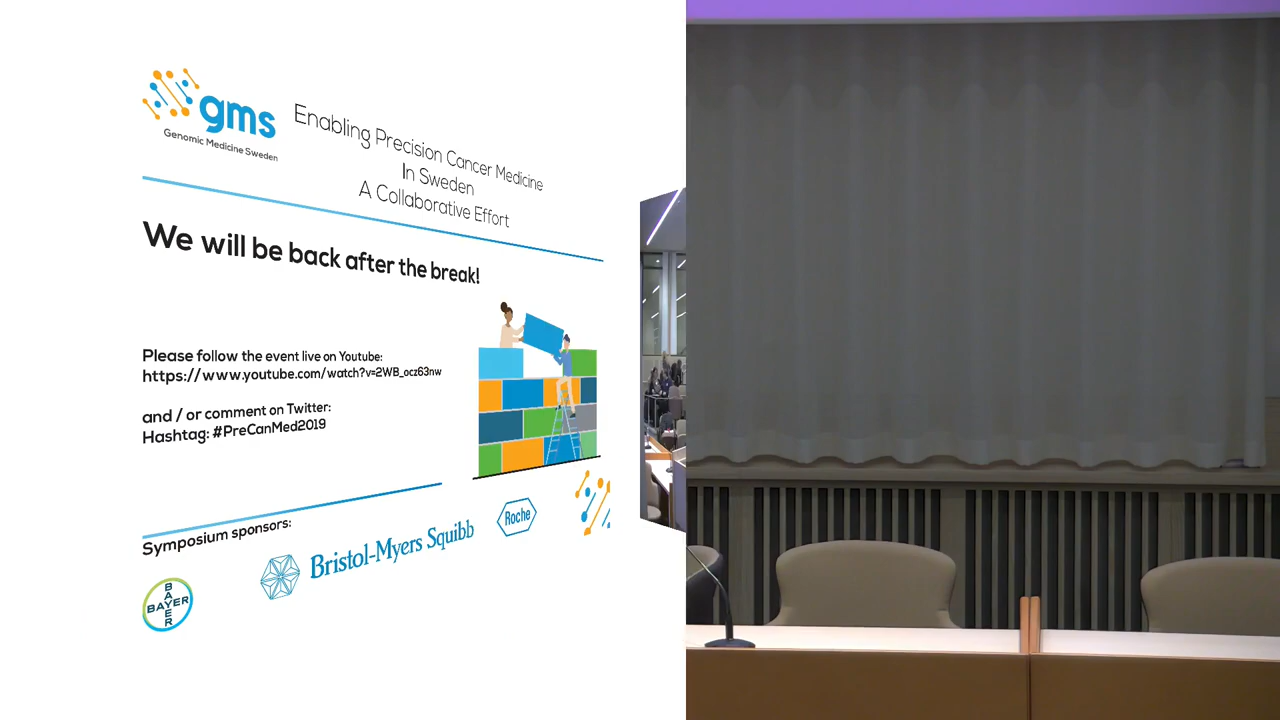 gms
Genomic Medicine Sweden
Enabling Precision Cancer Medicine
In Sweden
A Collaborative Effort
We will be back after the break!
Please follow the event live on Youtube:
https://www.youtube.com/watch?v=2WB_ocz63nw
and / or comment on Twitter:
Hashtag: #PreCanMed2019
Symposium sponsors:
BAYER
BAYER
Bristol-Myers Squibb
Roche